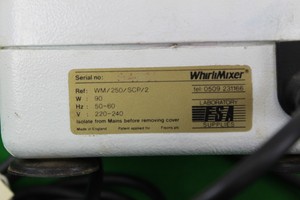 Serial no:
WhirliMixer
Ref: WM/250/SCP/2
tel: 0509 231166
W : 90
Hz : 50-60
V : 220-240
LABORATORY
FSA
SUPPLIES
Isolate from Mains before removing cover
Made in England